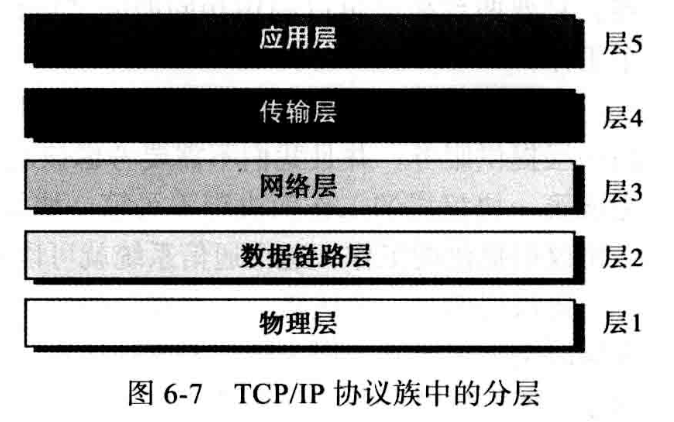 应用层 层5
传输层 层4
网络层 层3
数据链路层 层2
物理层 层1
图 6-7 TCP/IP 协议族中的分层